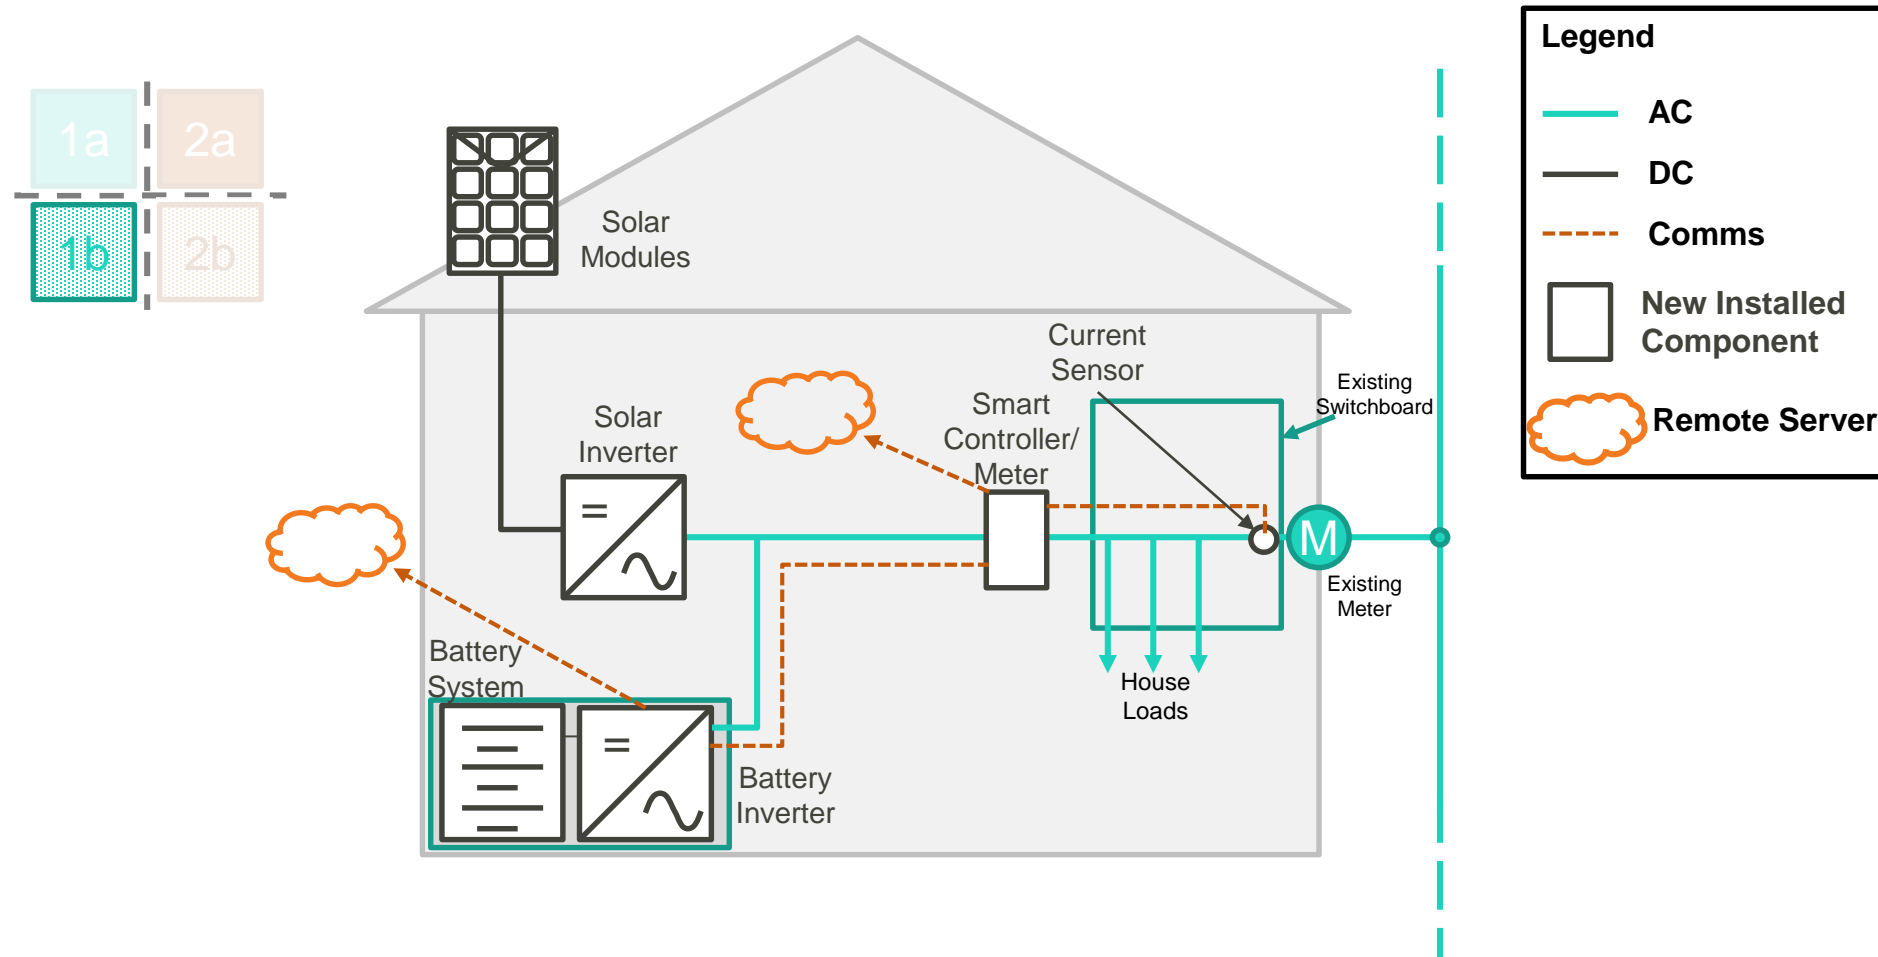 1a
2a
1b
2b
Solar
Modules
Solar
Inverter
Battery
System
Battery
Inverter
Smart
Controller/
Meter
Current
Sensor
Existing
Switchboard
M
Existing
Meter
House
Loads
Legend
AC
DC
Comms
New Installed
Component
Remote Server